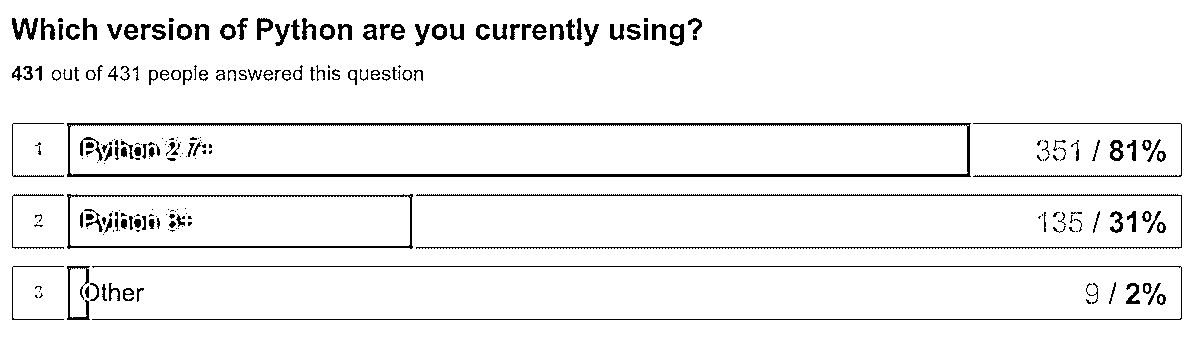 Which version of Python are you currently using?
431 out of 431 people answered this question
1 Python 2.7+ 351 / 81%
2 Python 3+ 135 / 31%
3 Other 9 / 2%